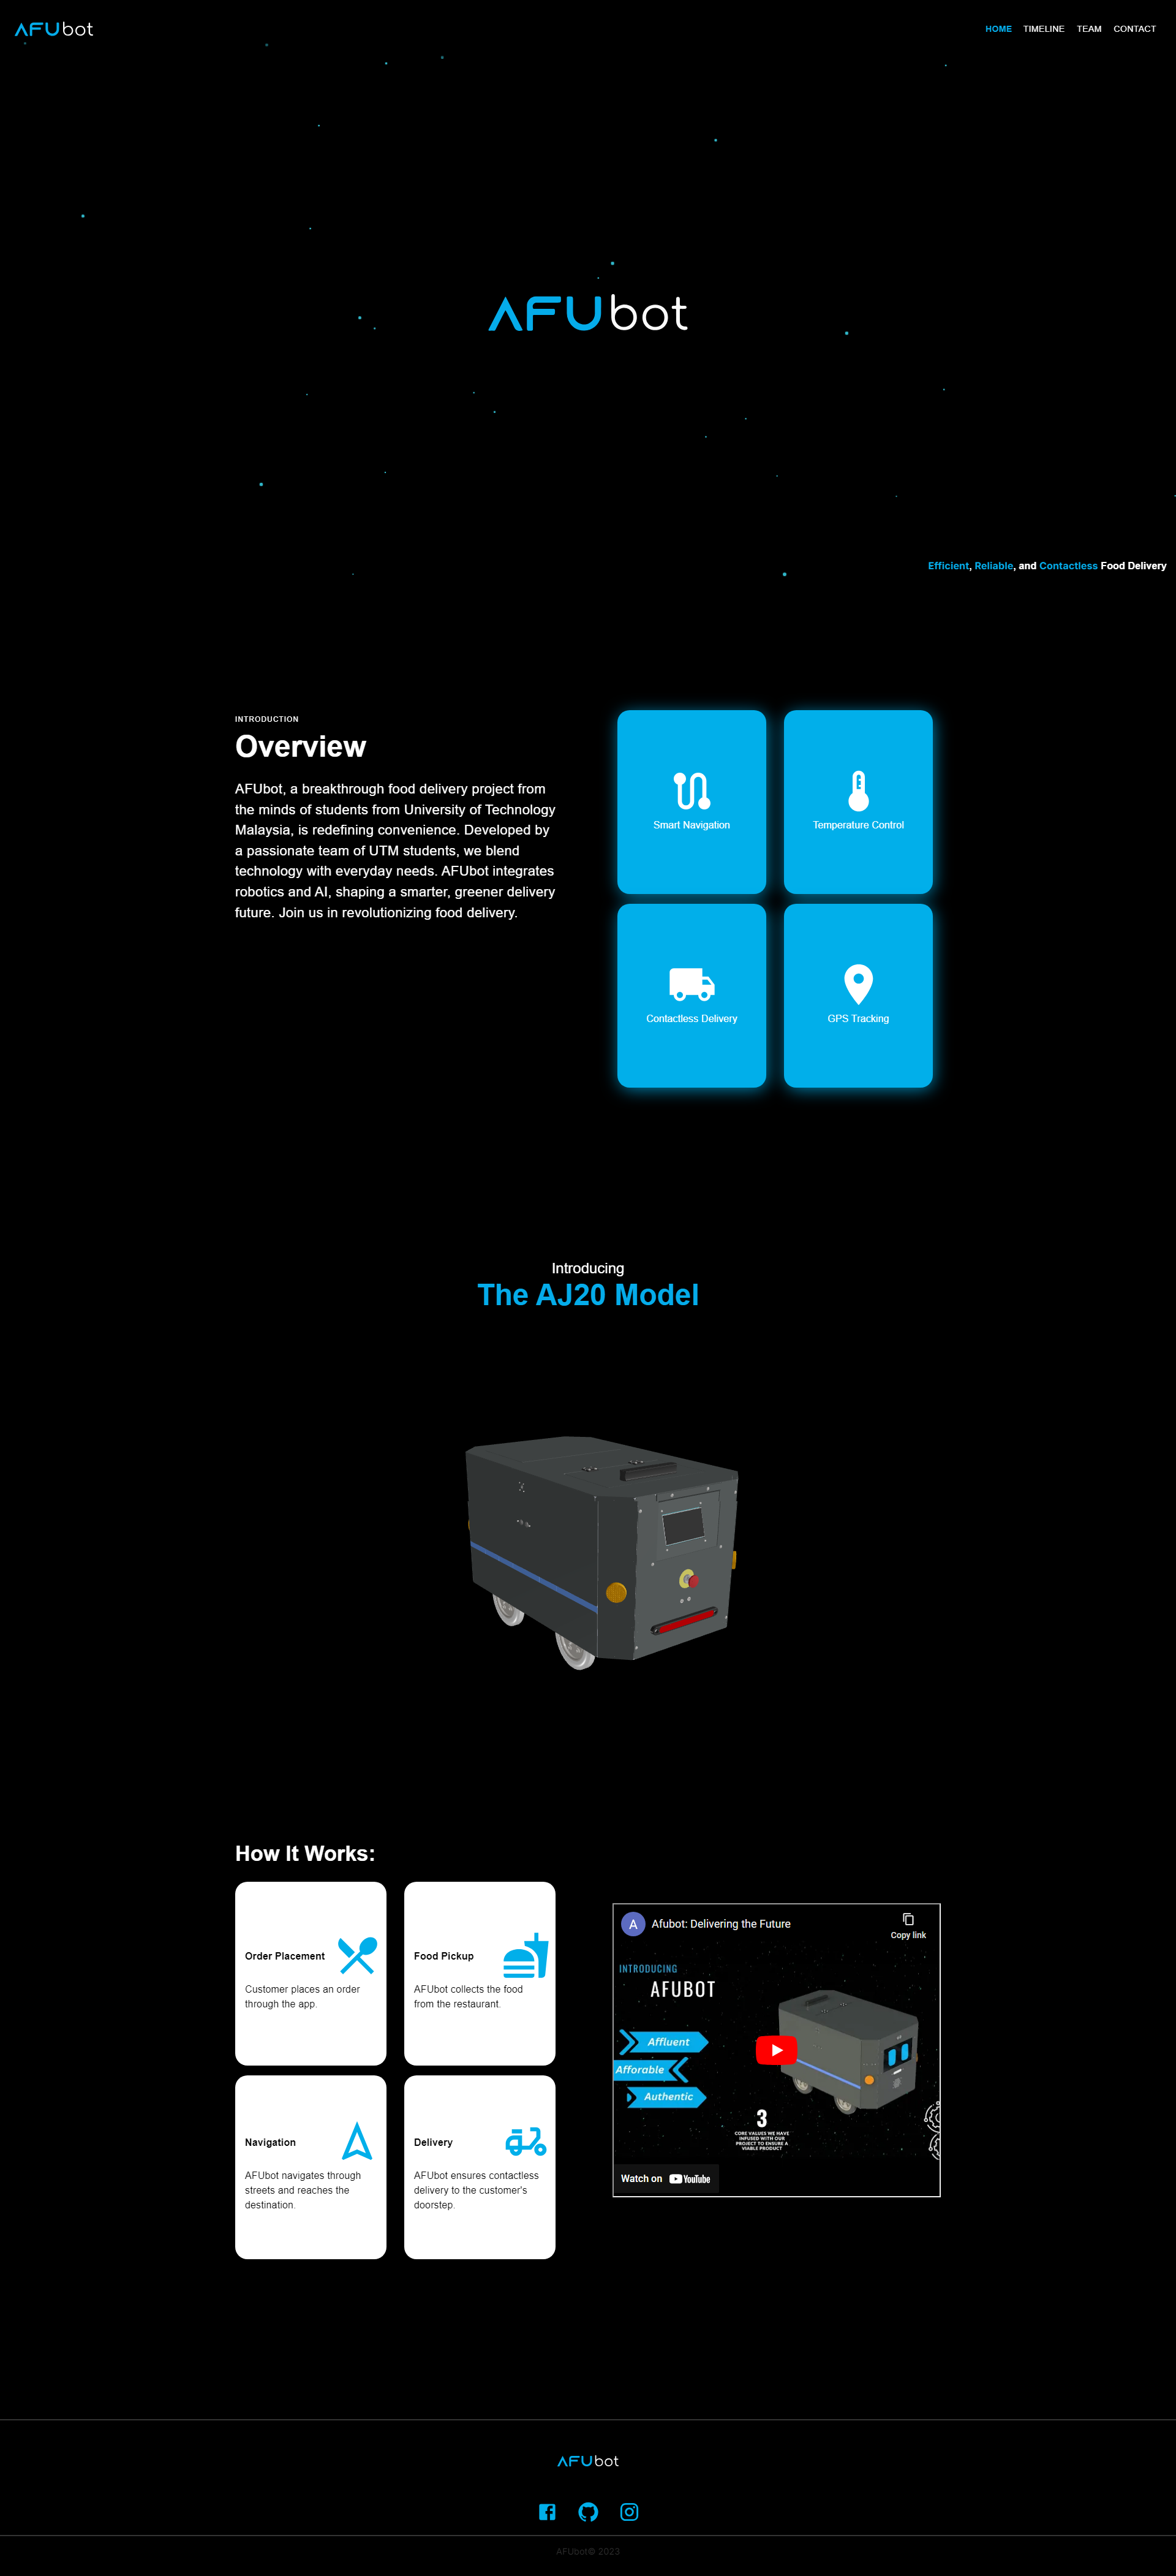 AFUbot
HOME TIMELINE TEAM CONTACT
AFUbot
Efficient, Reliable, and Contactless Food Delivery
INTRODUCTION
Overview
AFUbot, a breakthrough food delivery project from
the minds of students from University of Technology
Malaysia, is redefining convenience. Developed by
a passionate team of UTM students, we blend
technology with everyday needs. AFUbot integrates
robotics and AI, shaping a smarter, greener delivery
future. Join us in revolutionizing food delivery.
Smart Navigation
Temperature Control
Contactless Delivery
GPS Tracking
Introducing
The AJ20 Model
How It Works:
Order Placement
Customer places an order
through the app.
Food Pickup
AFUbot collects the food
from the restaurant.
Navigation
AFUbot navigates through
streets and reaches the
destination.
Delivery
AFUbot ensures contactless
delivery to the customer's
doorstep.
A
Afubot: Delivering the Future
Copy link
INTRODUCING
AFUBOT
Affluent
Afforable
Authentic
3
CORE VALUES WE HAVE
INFUSED WITH OUR
PROJECT TO ENSURE A
VIABLE PRODUCT
Watch on YouTube
AFUbot
AFUbot© 2023